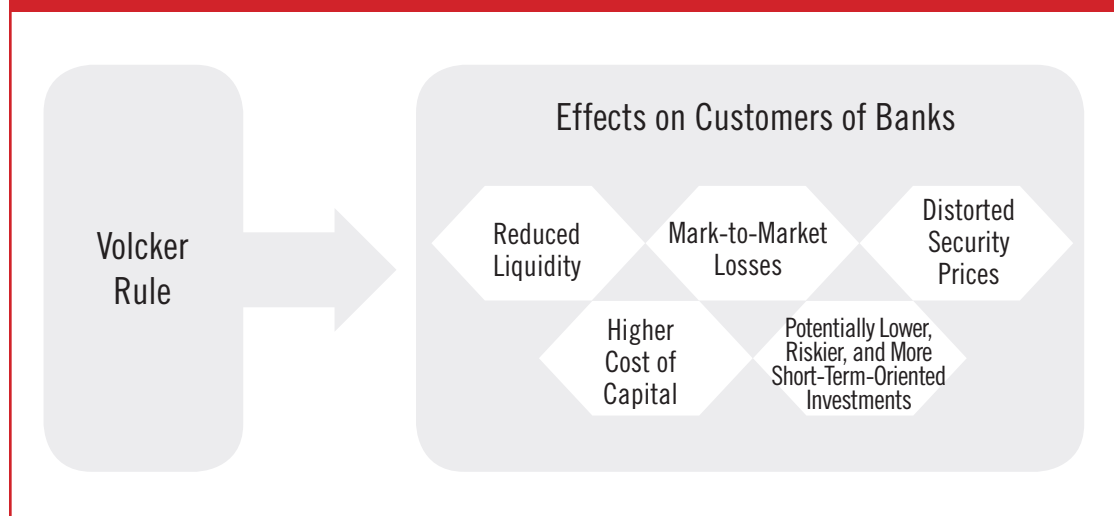 Volcker
Rule
Effects on Customers of Banks
Reduced
Liquidity
Mark-to-Market
Losses
Distorted
Security
Prices
Higher
Cost of
Capital
Potentially Lower,
Riskier, and More
Short-Term-Oriented
Investments